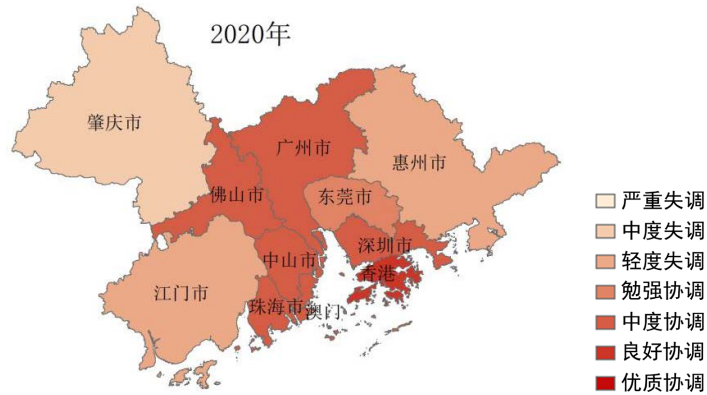 2020年
肇庆市
广州市
惠州市
佛山市
东莞市
深圳市
中山市
香港
江门市
珠海市
澳门
严重失调
中度失调
轻度失调
勉强协调
中度协调
良好协调
优质协调